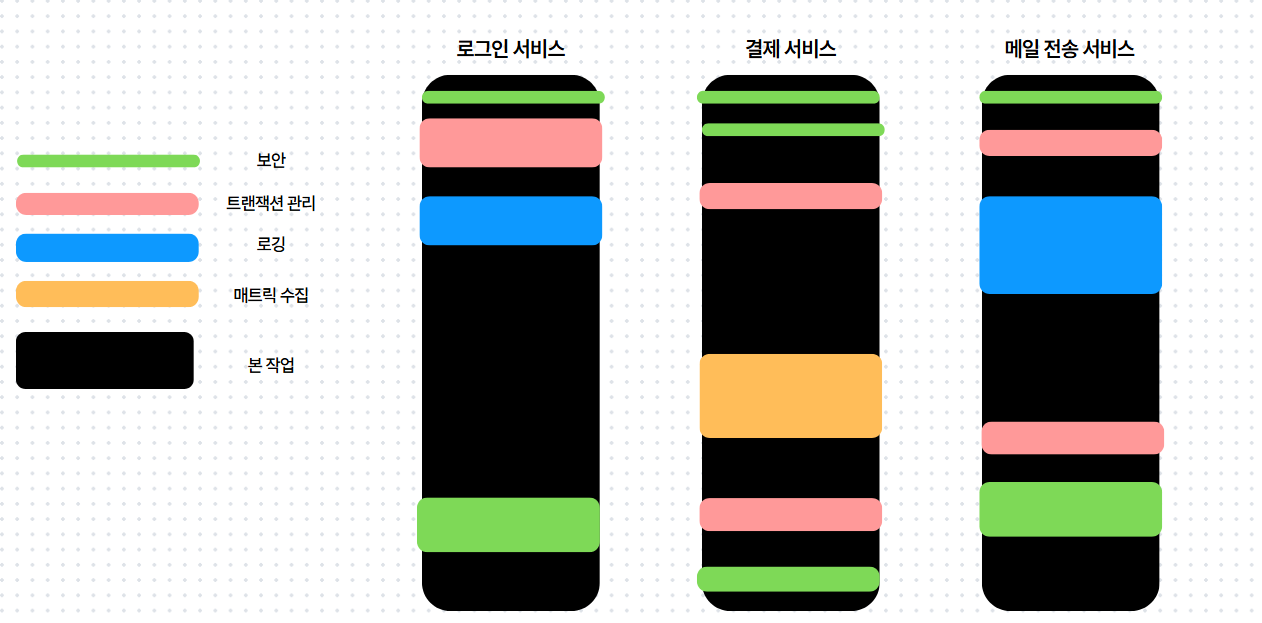 로그인 서비스
결제 서비스
메일 전송 서비스
보안
트랜잭션 관리
로깅
매트릭 수집
본 작업